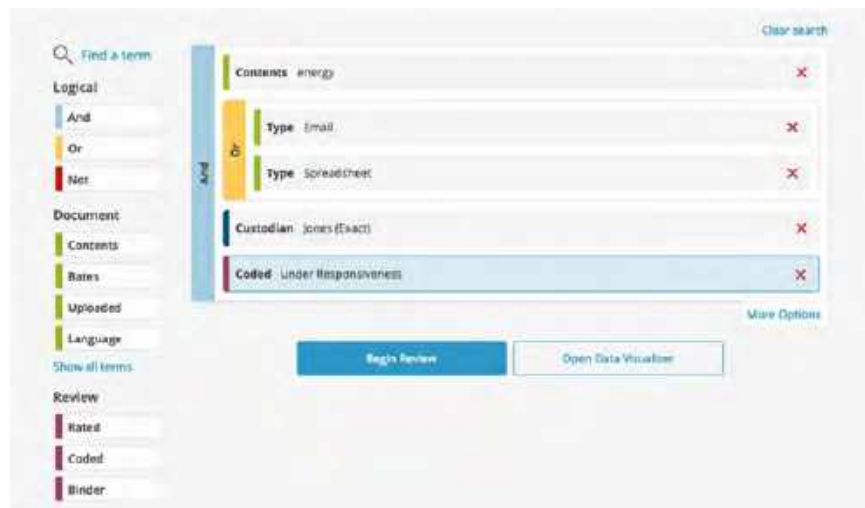 Clear search
Find a term
Logical
And
Or
Not
Document
Contents
Bates
Uploaded
Language
Show all terms
Review
Rated
Coded
Binder
And
Contents energy
Or
Type Email
Type Spreadsheet
Custodian Jones (Exact)
Coded Under Responsiveness
More Options
Begin Review
Open Data Visualizer